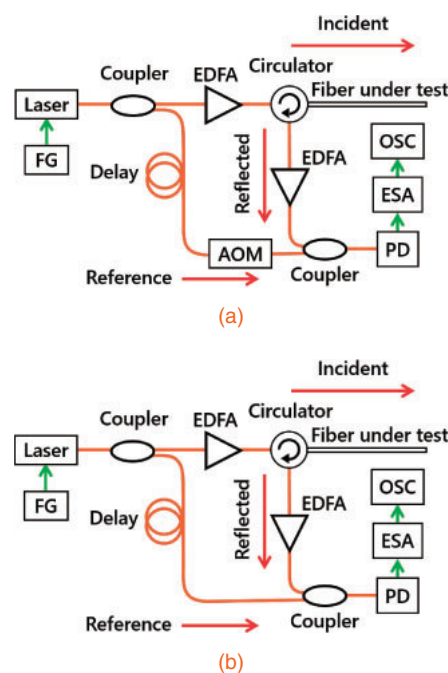 Incident
Coupler
EDFA
Circulator
Laser
Fiber under test
FG
Delay
Reflected
EDFA
OSC
ESA
AOM
PD
Reference
Coupler
(a)
Incident
Coupler
EDFA
Circulator
Laser
Fiber under test
FG
Delay
Reflected
EDFA
OSC
ESA
PD
Reference
Coupler
(b)